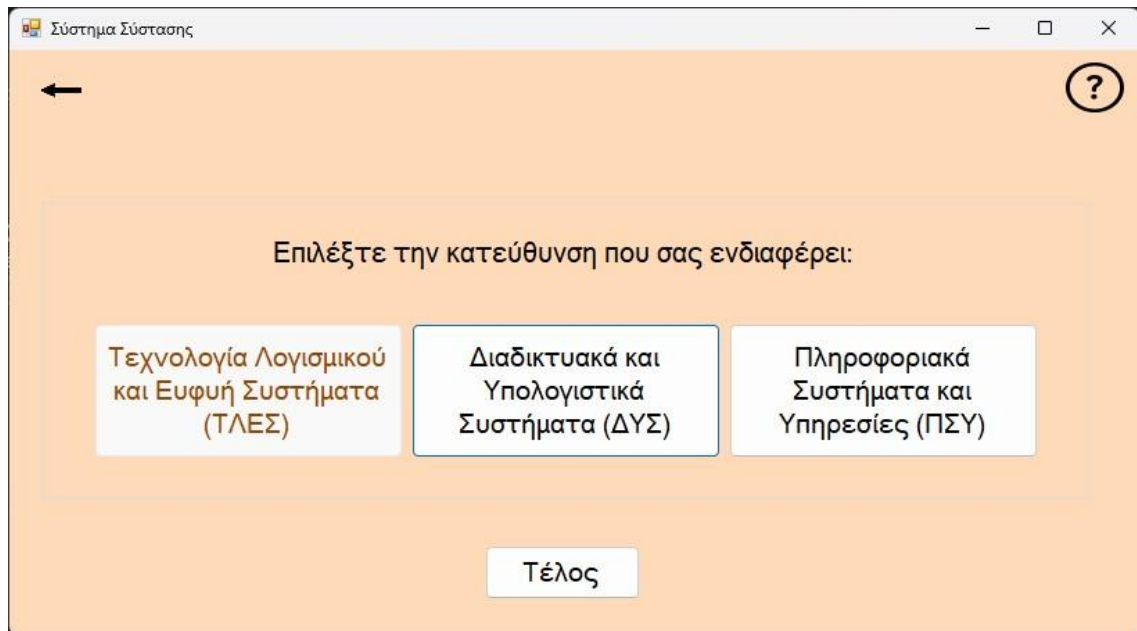 Σύστημα Σύστασης
?
Επιλέξτε την κατεύθυνση που σας ενδιαφέρει:
Τεχνολογία Λογισμικού
και Ευφυή Συστήματα
(ΤΛΕΣ)
Διαδικτυακά και
Υπολογιστικά
Συστήματα (ΔΥΣ)
Πληροφοριακά
Συστήματα και
Υπηρεσίες (ΠΣΥ)
Τέλος